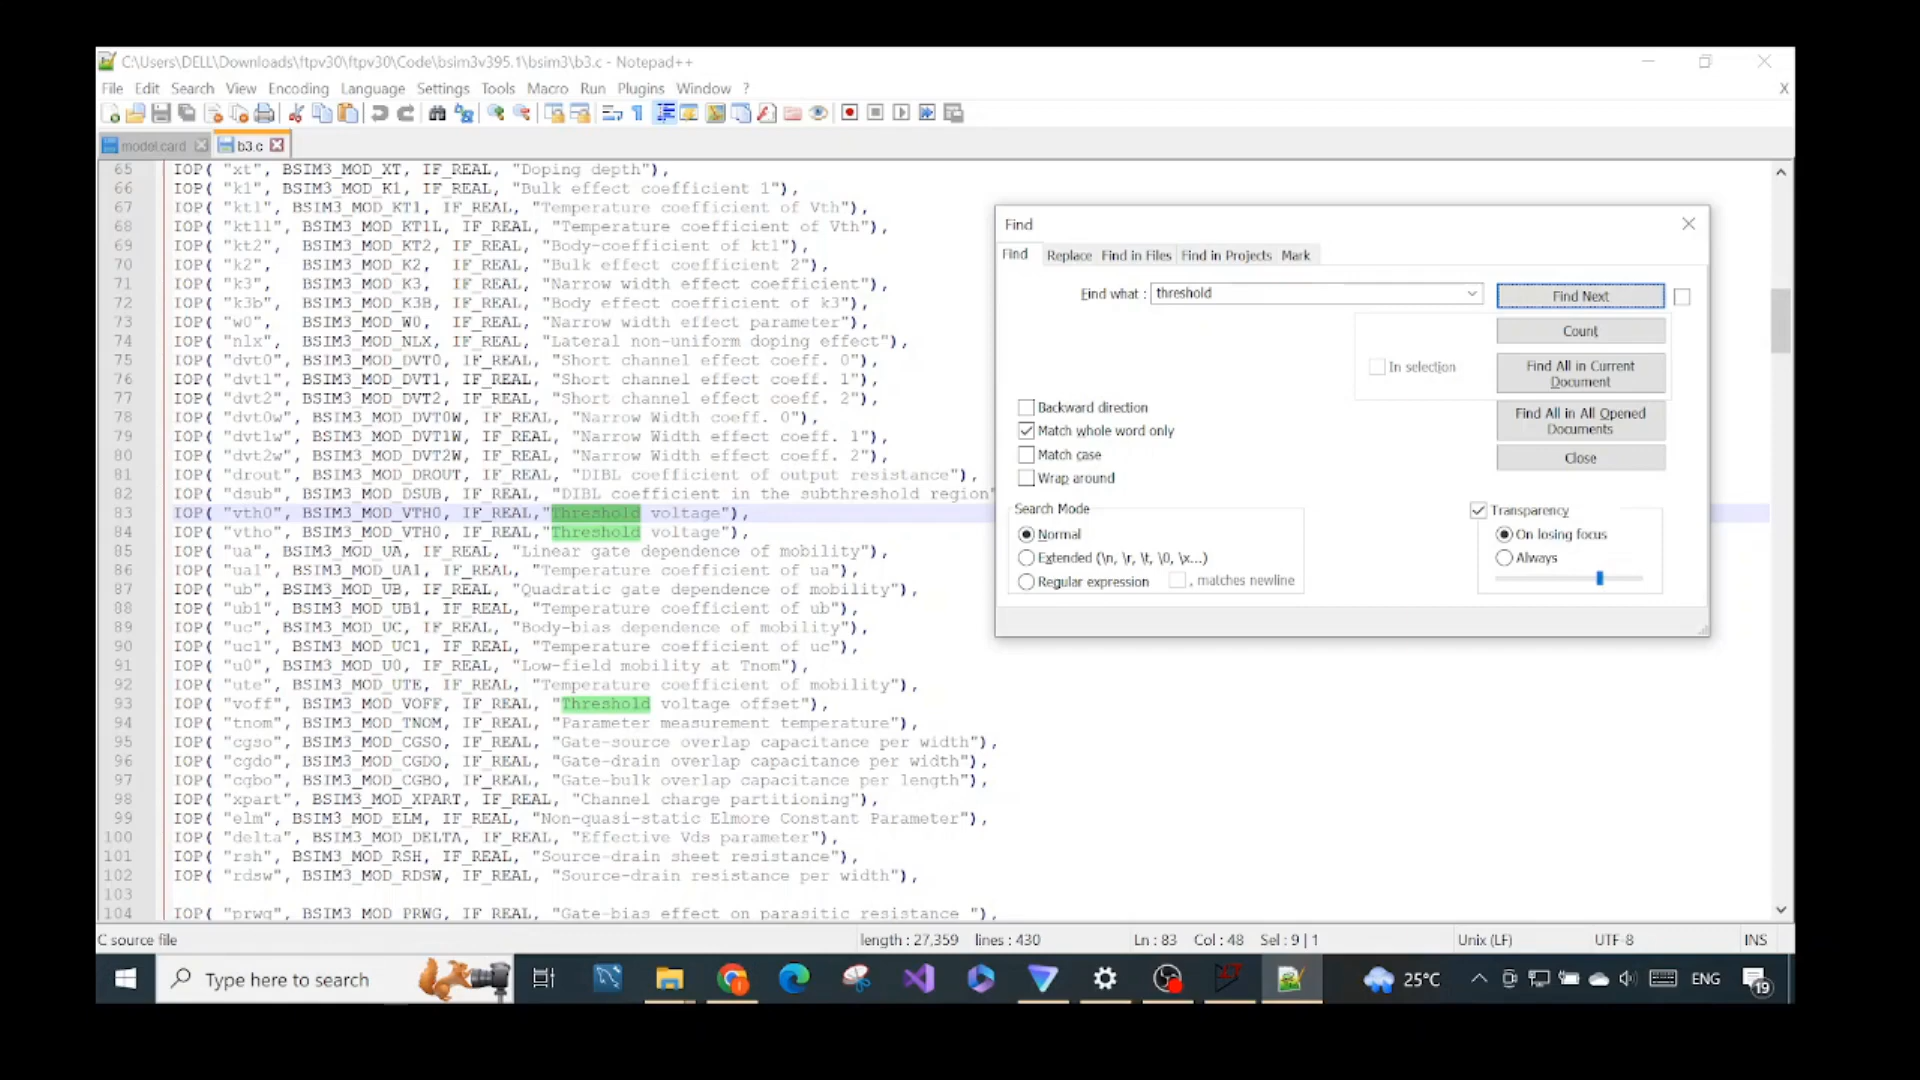 C:\Users\DELL\Downloads\ftpv30\ftpv30\Code\bsim3v395.1\bsim3\b3.c - Notepad++
File Edit Search View Encoding Language Settings Tools Macro Run Plugins Window ? X
model.card b3.c
65 IOP( "xt", BSIM3_MOD_XT, IF_REAL, "Doping depth"),
66 IOP( "k1", BSIM3_MOD_K1, IF_REAL, "Bulk effect coefficient 1"),
67 IOP( "kt1", BSIM3_MOD_KT1, IF_REAL, "Temperature coefficient of Vth"),
68 IOP( "kt1l", BSIM3_MOD_KT1L, IF_REAL, "Temperature coefficient of Vth"),
69 IOP( "kt2", BSIM3_MOD_KT2, IF_REAL, "Body-coefficient of kt1"),
70 IOP( "k2", BSIM3_MOD_K2, IF_REAL, "Bulk effect coefficient 2"),
71 IOP( "k3", BSIM3_MOD_K3, IF_REAL, "Narrow width effect coefficient"),
72 IOP( "k3b", BSIM3_MOD_K3B, IF_REAL, "Body effect coefficient of k3"),
73 IOP( "w0", BSIM3_MOD_W0, IF_REAL, "Narrow width effect parameter"),
74 IOP( "nlx", BSIM3_MOD_NLX, IF_REAL, "Lateral non-uniform doping effect"),
75 IOP( "dvt0", BSIM3_MOD_DVT0, IF_REAL, "Short channel effect coeff. 0"),
76 IOP( "dvt1", BSIM3_MOD_DVT1, IF_REAL, "Short channel effect coeff. 1"),
77 IOP( "dvt2", BSIM3_MOD_DVT2, IF_REAL, "Short channel effect coeff. 2"),
78 IOP( "dvt0w", BSIM3_MOD_DVT0W, IF_REAL, "Narrow Width coeff. 0"),
79 IOP( "dvt1w", BSIM3_MOD_DVT1W, IF_REAL, "Narrow Width effect coeff. 1"),
80 IOP( "dvt2w", BSIM3_MOD_DVT2W, IF_REAL, "Narrow Width effect coeff. 2"),
81 IOP( "drout", BSIM3_MOD_DROUT, IF_REAL, "DIBL coefficient of output resistance"),
82 IOP( "dsub", BSIM3_MOD_DSUB, IF_REAL, "DIBL coefficient in the subthreshold region"
83 IOP( "vth0", BSIM3_MOD_VTH0, IF_REAL,"Threshold voltage"),
84 IOP( "vtho", BSIM3_MOD_VTH0, IF_REAL,"Threshold voltage"),
85 IOP( "ua", BSIM3_MOD_UA, IF_REAL, "Linear gate dependence of mobility"),
86 IOP( "ua1", BSIM3_MOD_UA1, IF_REAL, "Temperature coefficient of ua"),
87 IOP( "ub", BSIM3_MOD_UB, IF_REAL, "Quadratic gate dependence of mobility"),
88 IOP( "ub1", BSIM3_MOD_UB1, IF_REAL, "Temperature coefficient of ub"),
89 IOP( "uc", BSIM3_MOD_UC, IF_REAL, "Body-bias dependence of mobility"),
90 IOP( "uc1", BSIM3_MOD_UC1, IF_REAL, "Temperature coefficient of uc"),
91 IOP( "u0", BSIM3_MOD_U0, IF_REAL, "Low-field mobility at Tnom"),
92 IOP( "ute", BSIM3_MOD_UTE, IF_REAL, "Temperature coefficient of mobility"),
93 IOP( "voff", BSIM3_MOD_VOFF, IF_REAL, "Threshold voltage offset"),
94 IOP( "tnom", BSIM3_MOD_TNOM, IF_REAL, "Parameter measurement temperature"),
95 IOP( "cgso", BSIM3_MOD_CGSO, IF_REAL, "Gate-source overlap capacitance per width"),
96 IOP( "cgdo", BSIM3_MOD_CGDO, IF_REAL, "Gate-drain overlap capacitance per width"),
97 IOP( "cgbo", BSIM3_MOD_CGBO, IF_REAL, "Gate-bulk overlap capacitance per length"),
98 IOP( "xpart", BSIM3_MOD_XPART, IF_REAL, "Channel charge partitioning"),
99 IOP( "elm", BSIM3_MOD_ELM, IF_REAL, "Non-quasi-static Elmore Constant Parameter"),
100 IOP( "delta", BSIM3_MOD_DELTA, IF_REAL, "Effective Vds parameter"),
101 IOP( "rsh", BSIM3_MOD_RSH, IF_REAL, "Source-drain sheet resistance"),
102 IOP( "rdsw", BSIM3_MOD_RDSW, IF_REAL, "Source-drain resistance per width"),
103
104 IOP( "prwg", BSIM3_MOD_PRWG, IF_REAL, "Gate-bias effect on parasitic resistance "),
Find
Find Replace Find in Files Find in Projects Mark
Find what : threshold
Find Next
Count
In selection
Find All in Current
Document
Find All in All Opened
Documents
Close
Backward direction
Match whole word only
Match case
Wrap around
Search Mode
Normal
Extended (\n, \r, \t, \0, \x...)
Regular expression
. matches newline
Transparency
On losing focus
Always
C source file length : 27,359 lines : 430 Ln : 83 Col : 48 Sel : 9 | 1 Unix (LF) UTF-8 INS
Type here to search 25°C ENG 19